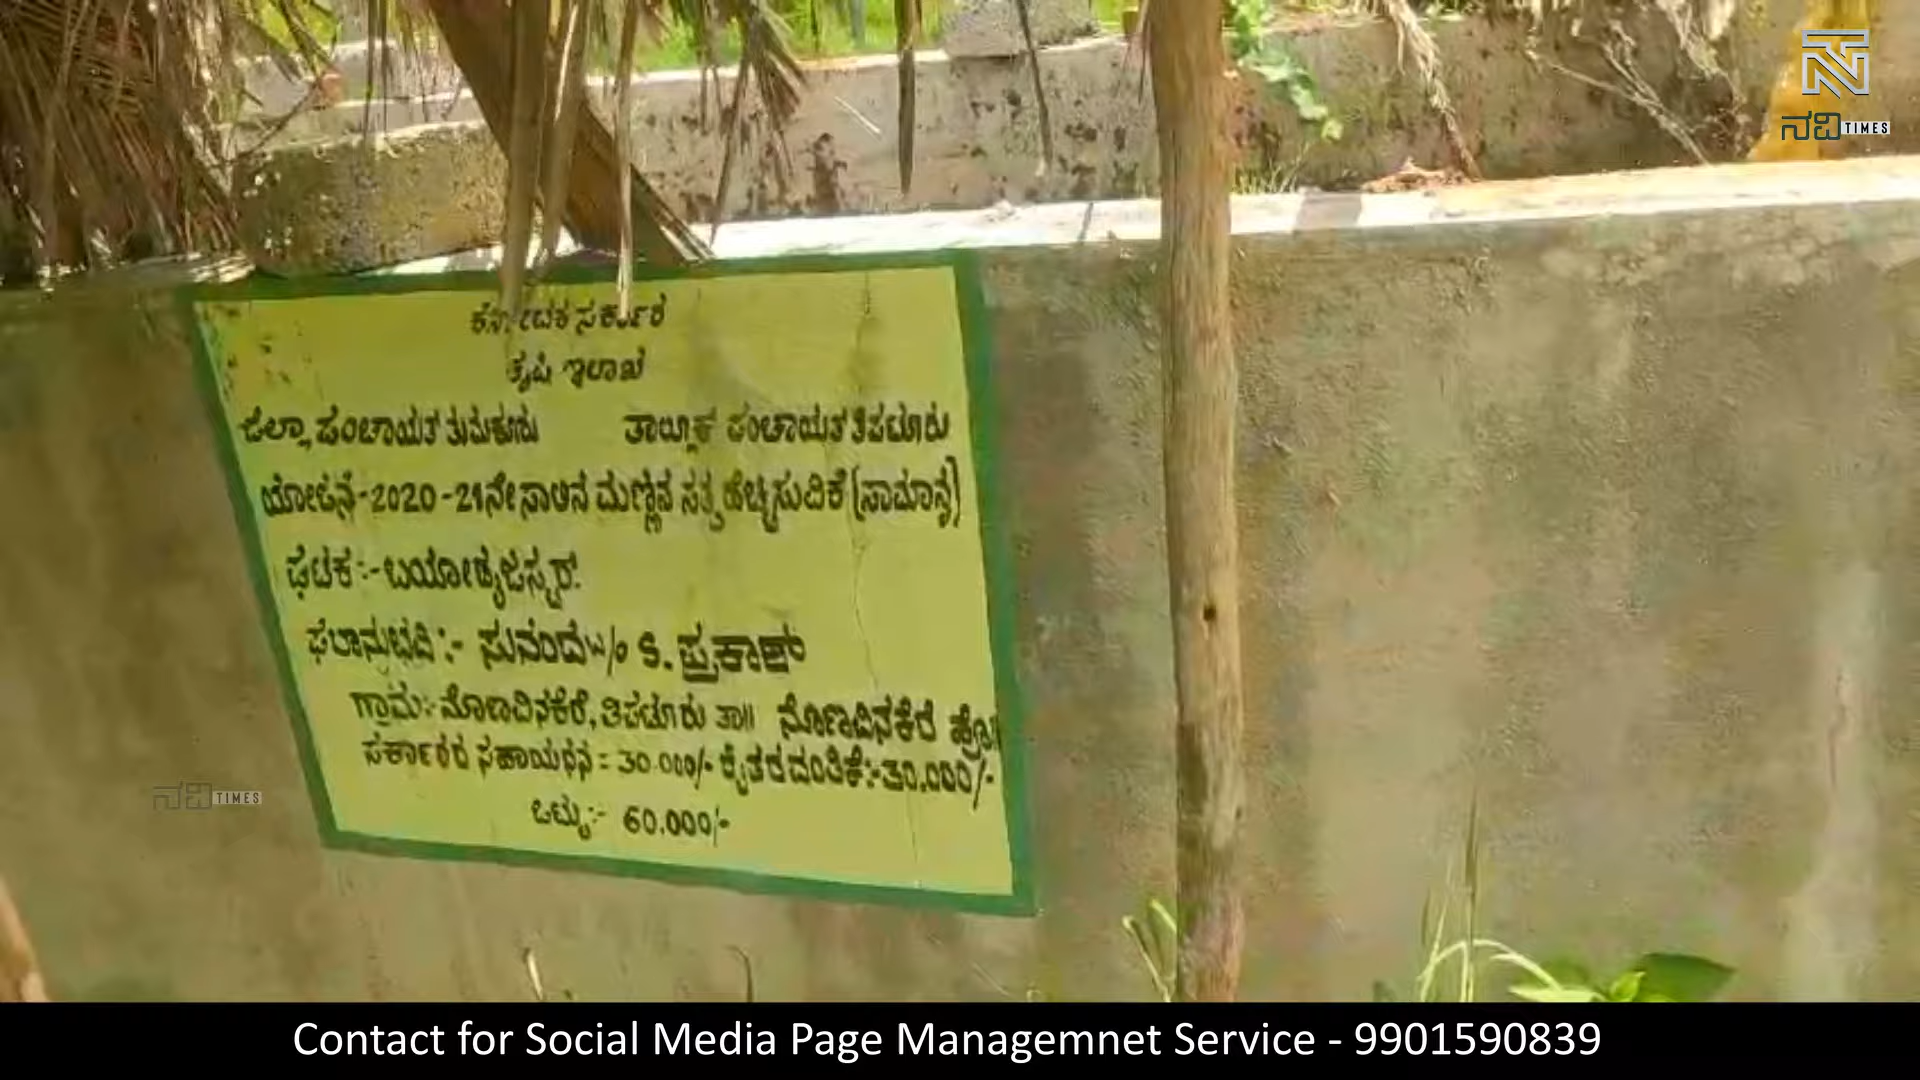 ನವಿ TIMES
ಕರ್ನಾಟಕ ಸರ್ಕಾರ
ಕೃಷಿ ಇಲಾಖೆ
ಜಿಲ್ಲಾ ಪಂಚಾಯತ್ ತುಮಕೂರು ತಾಲ್ಲೂಕ ಪಂಚಾಯತ ತಿಪಟೂರು
ಯೋಜನೆ-2020-21ನೇ ಸಾಲಿನ ಮಣ್ಣಿನ ಸತ್ವ ಹೆಚ್ಚಿಸುವಿಕೆ (ಸಾಮಾನ್ಯ)
ಘಟಕ :- ಬಯೋಡೈಜೆಸ್ಟರ್
ಫಲಾನುಭವಿ :- ಸುನಂದ w/o S. ಪ್ರಕಾಶ್
ಗ್ರಾಮ:- ನೊಣವಿನಕೆರೆ, ತಿಪಟೂರು ತಾ॥ ನೊಣವಿನಕೆರೆ ಹೋ॥
ಸರ್ಕಾರದ ಸಹಾಯಧನ = 30.000/- ರೈತರ ವಂತಿಕೆ:-30.000/-
ಒಟ್ಟು:- 60.000/-
ನವಿ TIMES
Contact for Social Media Page Managemnet Service - 9901590839